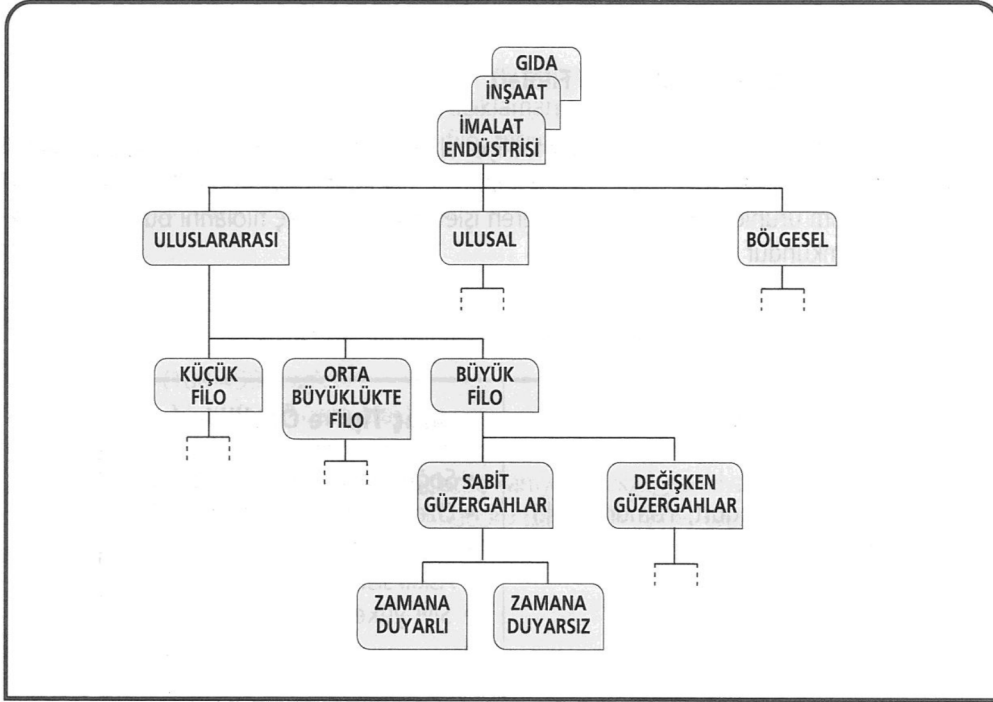 GIDA
İNŞAAT
İMALAT
ENDÜSTRİSİ
ULUSLARARASI
ULUSAL
BÖLGESEL
KÜÇÜK
FİLO
ORTA
BÜYÜKLÜKTE
FİLO
BÜYÜK
FİLO
SABİT
GÜZERGAHLAR
DEĞİŞKEN
GÜZERGAHLAR
ZAMANA
DUYARLI
ZAMANA
DUYARSIZ